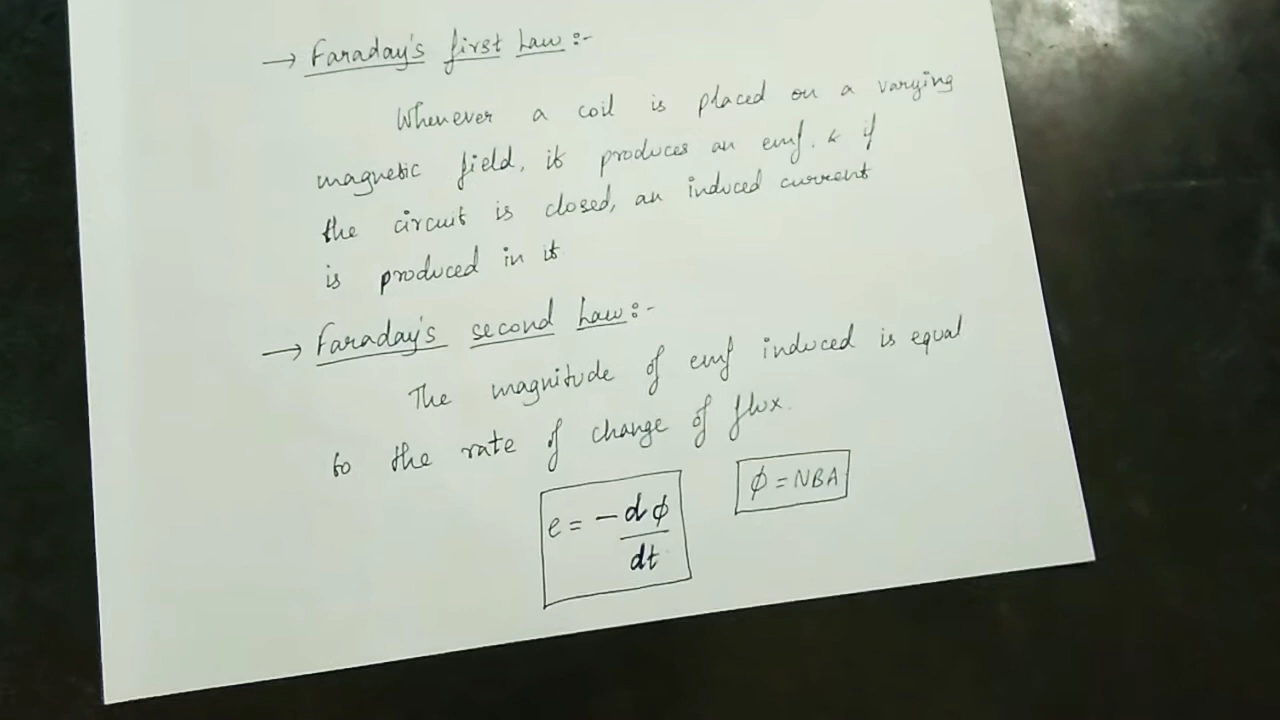 → Faraday's first Law :-
Whenever a coil is placed on a varying
magnetic field, it produces an emf. & if
the circuit is closed, an induced current
is produced in it
→ Faraday's second Law :-
The magnitude of emf induced is equal
to the rate of change of flux.
e = -dϕ/dt
ϕ = NBA